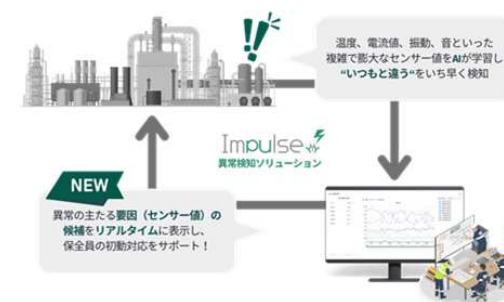 温度、電流値、振動、音といった
複雑で膨大なセンサー値をAIが学習し
“いつもと違う“をいち早く検知
Impulse
異常検知ソリューション
NEW
異常の主たる要因（センサー値）の
候補をリアルタイムに表示し、
保全員の初動対応をサポート！